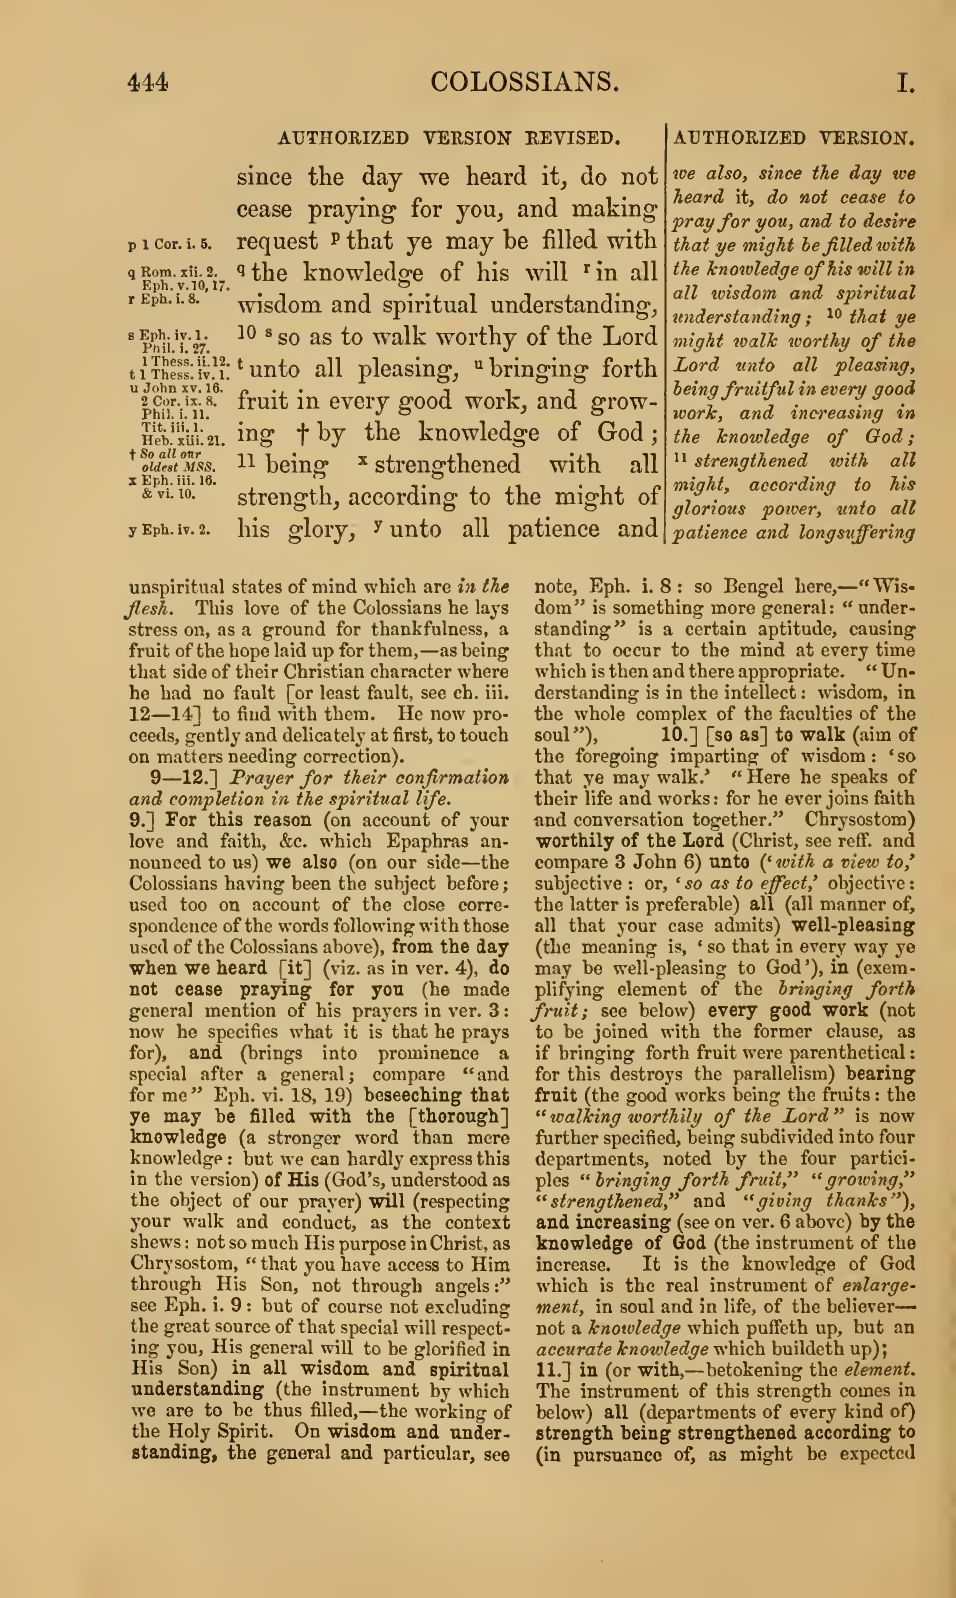 444 COLOSSIANS. I.
AUTHORIZED VERSION REVISED.
p 1 Cor. i. 5.
q Rom. xii. 2.
Eph. v. 10, 17.
r Eph. i. 8.
s Eph. iv. 1.
Phil. i. 27.
1 Thess. ii. 12.
t 1 Thess. iv. 1.
u John xv. 16.
2 Cor. ix. 8.
Phil. i. 11.
Tit. iii. 1.
Heb. xiii. 21.
† So all our
oldest MSS.
x Eph. iii. 16.
& vi. 10.
y Eph. iv. 2.
since the day we heard it, do not
cease praying for you, and making
request p that ye may be filled with
q the knowledge of his will r in all
wisdom and spiritual understanding,
10 s so as to walk worthy of the Lord
t unto all pleasing, u bringing forth
fruit in every good work, and grow-
ing † by the knowledge of God;
11 being x strengthened with all
strength, according to the might of
his glory, y unto all patience and
AUTHORIZED VERSION.
we also, since the day we
heard it, do not cease to
pray for you, and to desire
that ye might be filled with
the knowledge of his will in
all wisdom and spiritual
understanding; 10 that ye
might walk worthy of the
Lord unto all pleasing,
being fruitful in every good
work, and increasing in
the knowledge of God;
11 strengthened with all
might, according to his
glorious power, unto all
patience and longsuffering
unspiritual states of mind which are in the
flesh. This love of the Colossians he lays
stress on, as a ground for thankfulness, a
fruit of the hope laid up for them,—as being
that side of their Christian character where
he had no fault [or least fault, see ch. iii.
12—14] to find with them. He now pro-
ceeds, gently and delicately at first, to touch
on matters needing correction).
9—12.] Prayer for their confirmation
and completion in the spiritual life.
9.] For this reason (on account of your
love and faith, &c. which Epaphras an-
nounced to us) we also (on our side—the
Colossians having been the subject before;
used too on account of the close corre-
spondence of the words following with those
used of the Colossians above), from the day
when we heard [it] (viz. as in ver. 4), do
not cease praying for you (he made
general mention of his prayers in ver. 3:
now he specifies what it is that he prays
for), and (brings into prominence a
special after a general; compare "and
for me" Eph. vi. 18, 19) beseeching that
ye may be filled with the [thorough]
knowledge (a stronger word than mere
knowledge: but we can hardly express this
in the version) of His (God's, understood as
the object of our prayer) will (respecting
your walk and conduct, as the context
shews: not so much His purpose in Christ, as
Chrysostom, "that you have access to Him
through His Son, not through angels:"
see Eph. i. 9: but of course not excluding
the great source of that special will respect-
ing you, His general will to be glorified in
His Son) in all wisdom and spiritual
understanding (the instrument by which
we are to be thus filled,—the working of
the Holy Spirit. On wisdom and under-
standing, the general and particular, see
note, Eph. i. 8: so Bengel here,—"Wis-
dom" is something more general: "under-
standing" is a certain aptitude, causing
that to occur to the mind at every time
which is then and there appropriate. "Un-
derstanding is in the intellect: wisdom, in
the whole complex of the faculties of the
soul"), 10.] [so as] to walk (aim of
the foregoing imparting of wisdom: 'so
that ye may walk.' "Here he speaks of
their life and works: for he ever joins faith
and conversation together." Chrysostom)
worthily of the Lord (Christ, see reff. and
compare 3 John 6) unto ('with a view to,'
subjective: or, 'so as to effect,' objective:
the latter is preferable) all (all manner of,
all that your case admits) well-pleasing
(the meaning is, 'so that in every way ye
may be well-pleasing to God'), in (exem-
plifying element of the bringing forth
fruit; see below) every good work (not
to be joined with the former clause, as
if bringing forth fruit were parenthetical:
for this destroys the parallelism) bearing
fruit (the good works being the fruits: the
"walking worthily of the Lord" is now
further specified, being subdivided into four
departments, noted by the four partici-
ples "bringing forth fruit," "growing,"
"strengthened," and "giving thanks"),
and increasing (see on ver. 6 above) by the
knowledge of God (the instrument of the
increase. It is the knowledge of God
which is the real instrument of enlarge-
ment, in soul and in life, of the believer—
not a knowledge which puffeth up, but an
accurate knowledge which buildeth up);
11.] in (or with,—betokening the element.
The instrument of this strength comes in
below) all (departments of every kind of)
strength being strengthened according to
(in pursuance of, as might be expected